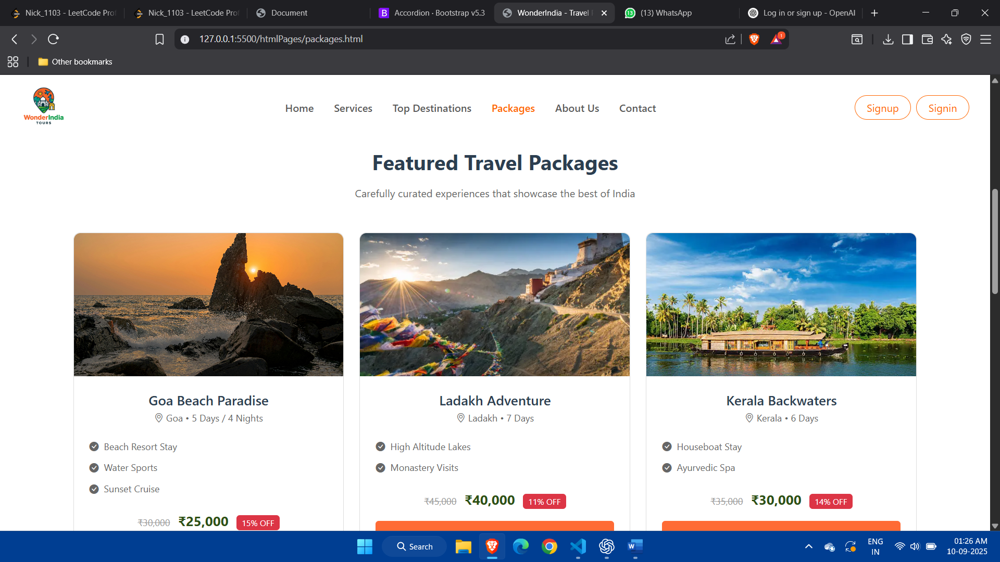 Nick_1103 - LeetCode Prof
Nick_1103 - LeetCode Prof
Document
B Accordion · Bootstrap v5.3
WonderIndia - Travel
13 (13) WhatsApp
Log in or sign up - OpenAI
127.0.0.1:5500/htmlPages/packages.html
1
Other bookmarks
WonderIndia
TOURS
Home Services Top Destinations Packages About Us Contact
Signup Signin
Featured Travel Packages
Carefully curated experiences that showcase the best of India
Goa Beach Paradise
Goa • 5 Days / 4 Nights
Beach Resort Stay
Water Sports
Sunset Cruise
₹30,000 ₹25,000 15% OFF
Ladakh Adventure
Ladakh • 7 Days
High Altitude Lakes
Monastery Visits
₹45,000 ₹40,000 11% OFF
Kerala Backwaters
Kerala • 6 Days
Houseboat Stay
Ayurvedic Spa
₹35,000 ₹30,000 14% OFF
Search
W
ENG
IN
01:26 AM
10-09-2025